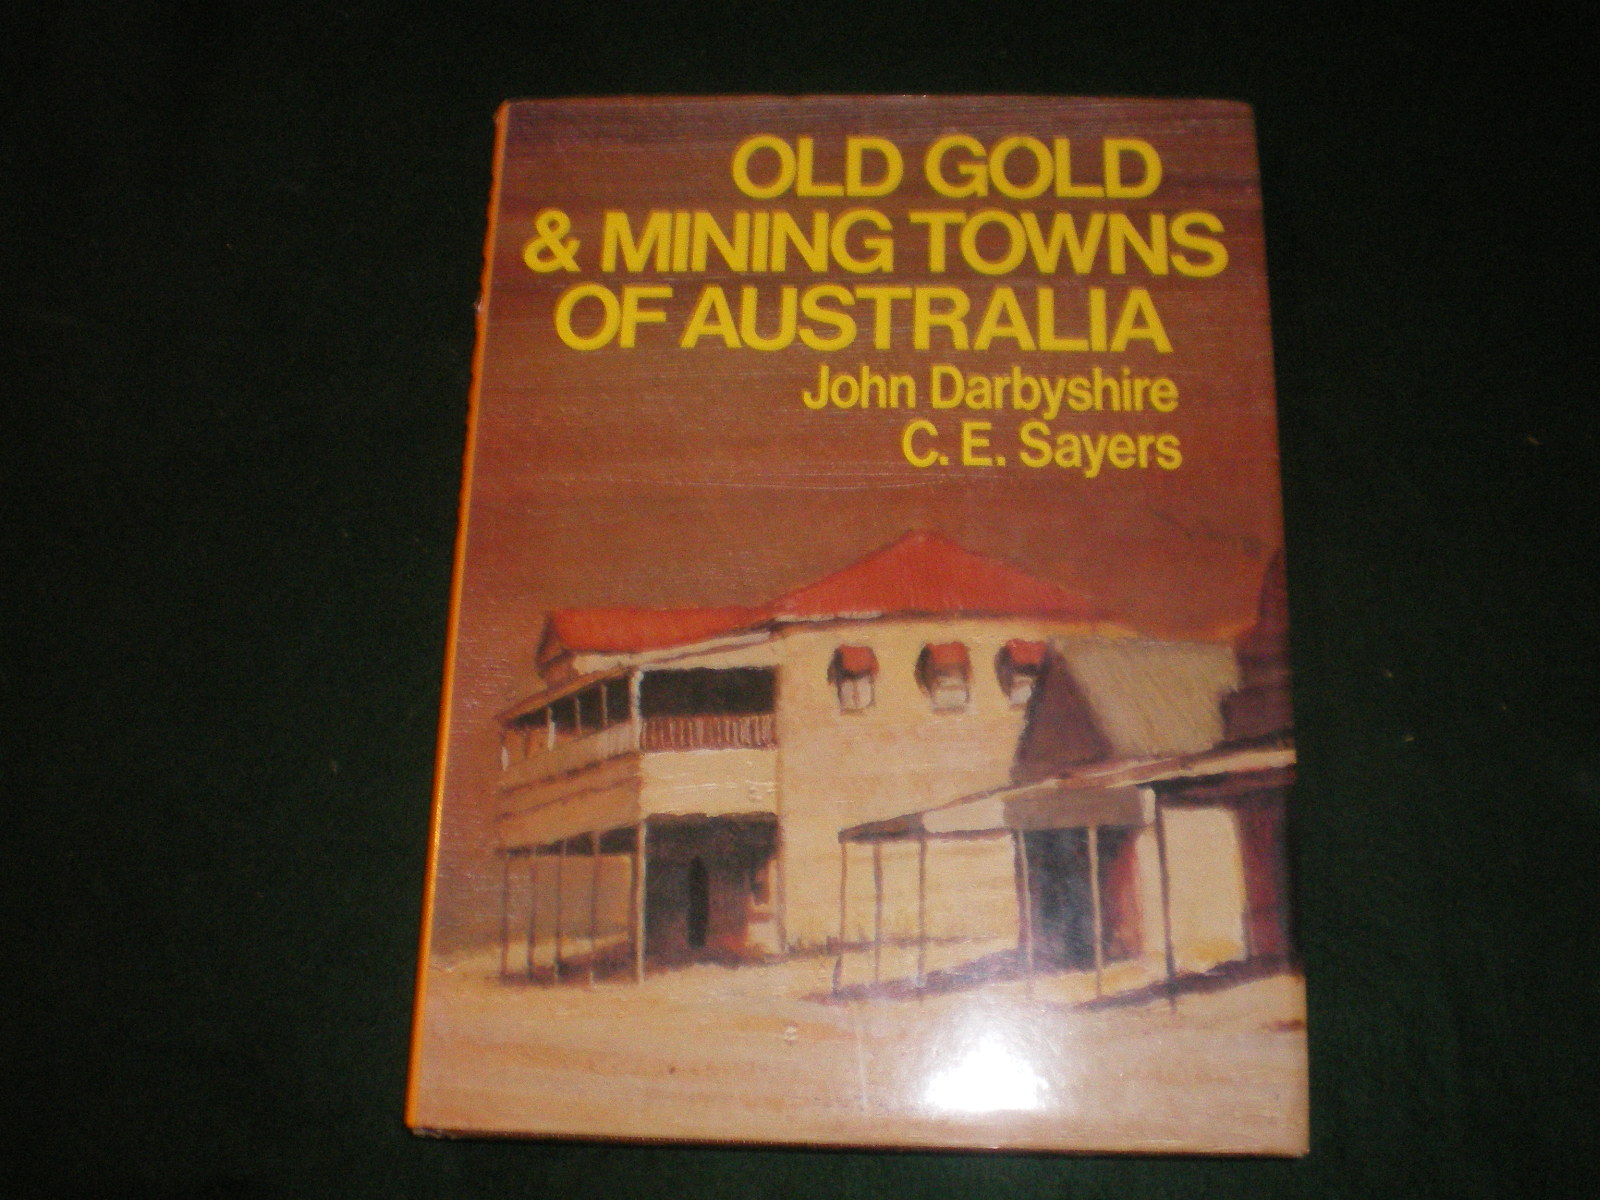 OLD GOLD
& MINING TOWNS
OF AUSTRALIA
John Darbyshire
C. E. Sayers